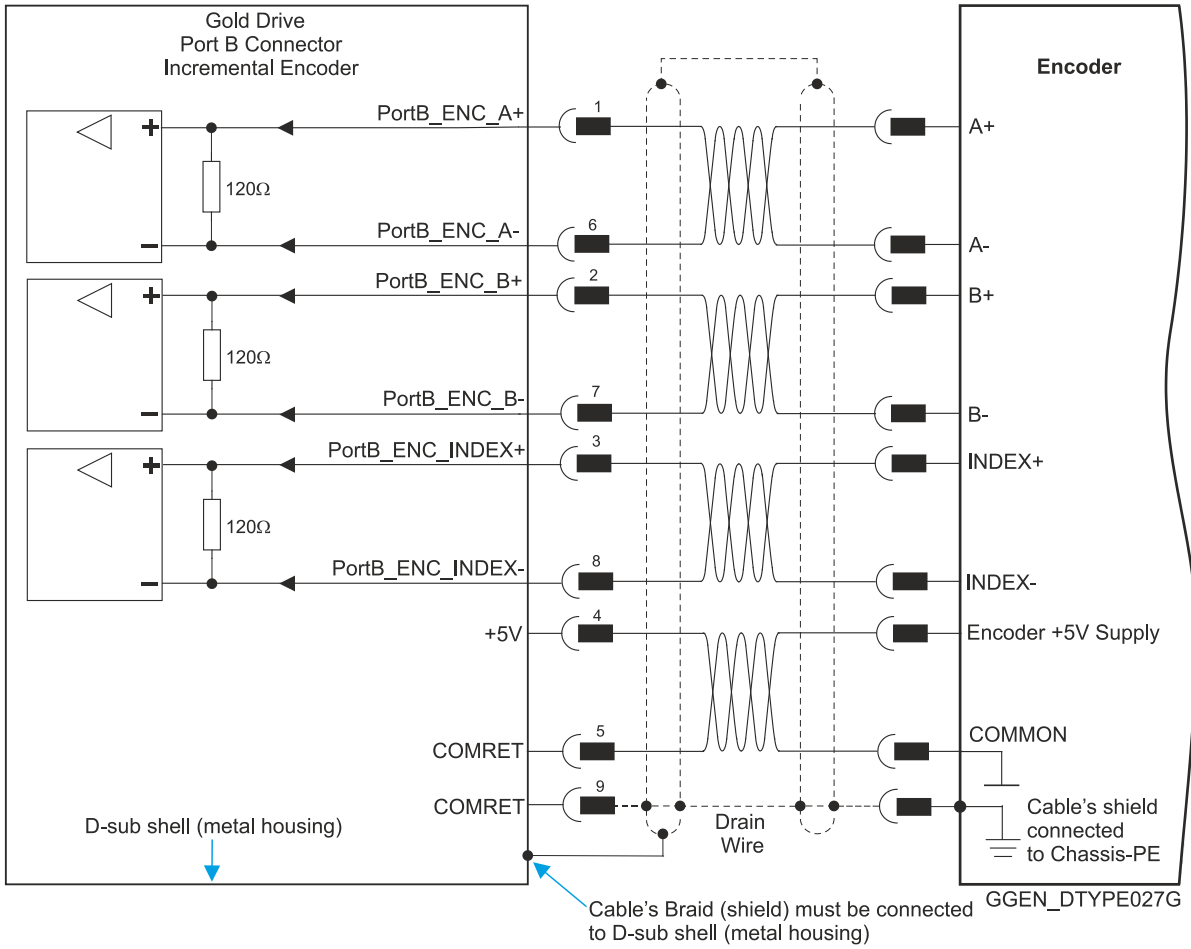 Gold Drive
Port B Connector
Incremental Encoder
Encoder
PortB_ENC_A+
1
A+
+
120Ω
PortB_ENC_A-
6
A-
−
PortB_ENC_B+
2
B+
+
120Ω
PortB_ENC_B-
7
B-
−
PortB_ENC_INDEX+
3
INDEX+
+
120Ω
PortB_ENC_INDEX-
8
INDEX-
−
+5V
4
Encoder +5V Supply
COMRET
5
COMMON
COMRET
9
Drain
Wire
Cable's shield
connected
to Chassis-PE
D-sub shell (metal housing)
GGEN_DTYPE027G
Cable's Braid (shield) must be connected
to D-sub shell (metal housing)